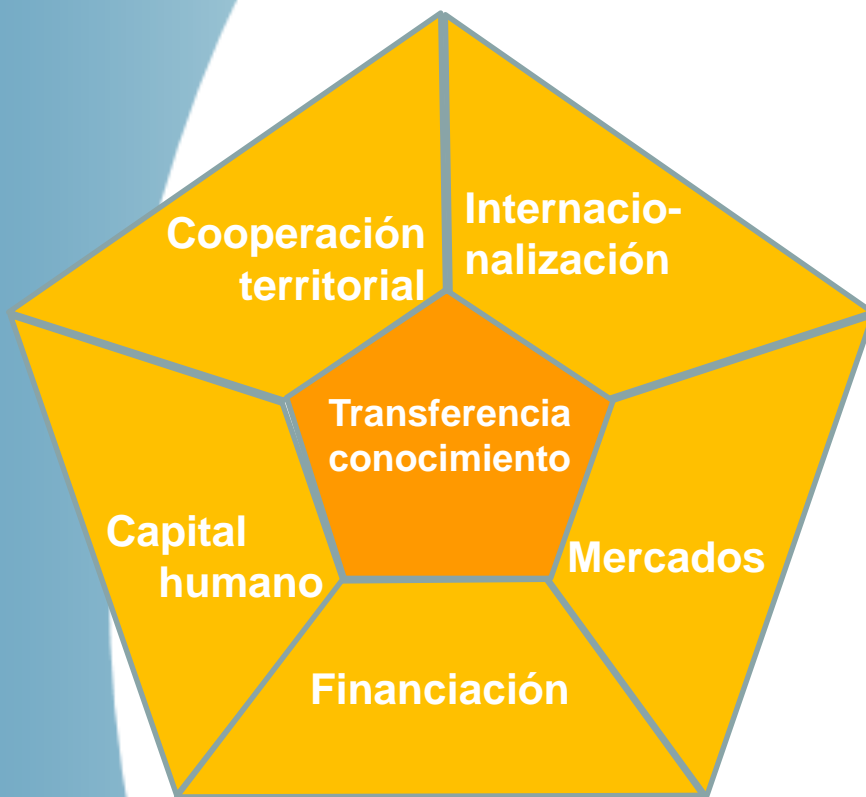 Cooperación
territorial
Internacio-
nalización
Transferencia
conocimiento
Capital
humano
Mercados
Financiación